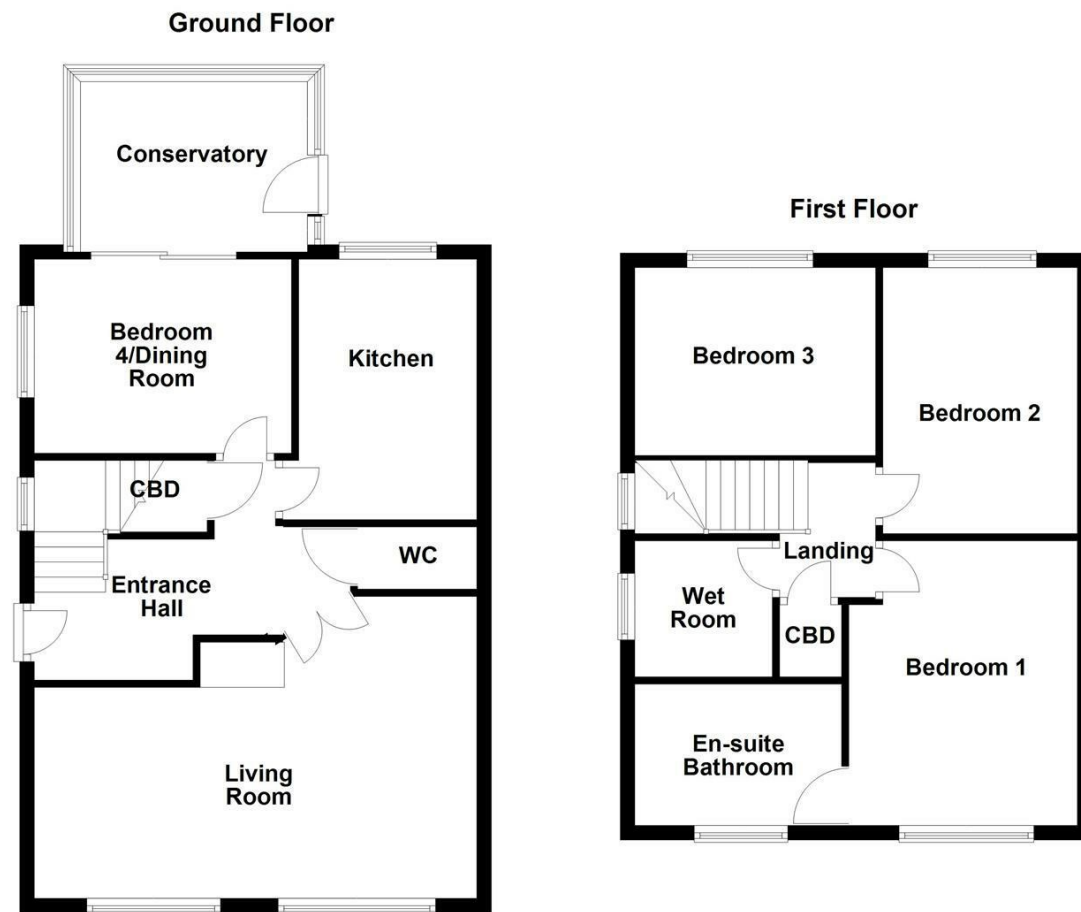 Ground Floor
Conservatory
Bedroom
4/Dining
Room
Kitchen
CBD
WC
Entrance
Hall
Living
Room
First Floor
Bedroom 3
Bedroom 2
Landing
Wet
Room
CBD
Bedroom 1
En-suite
Bathroom